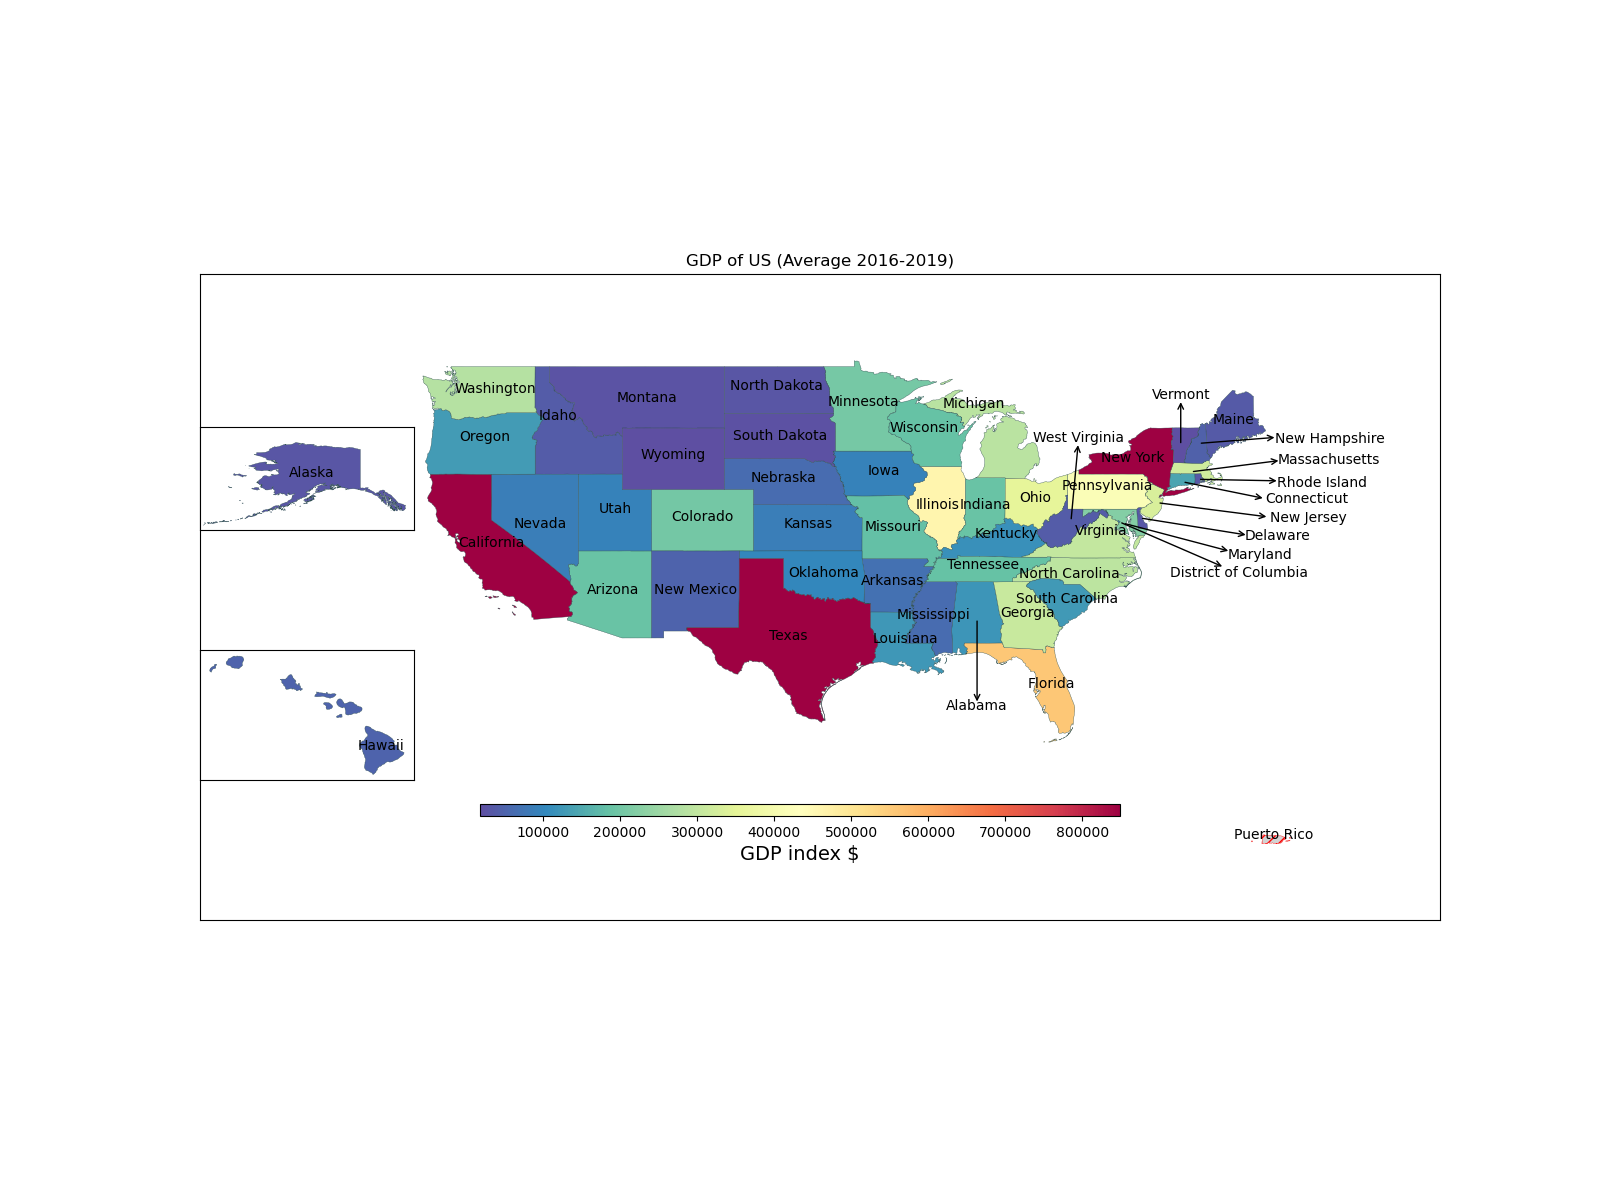 GDP of US (Average 2016-2019)
Washington
Montana
North Dakota
Minnesota
Michigan
Vermont
Maine
Idaho
Oregon
South Dakota
Wisconsin
West Virginia
New Hampshire
Wyoming
New York
Massachusetts
Alaska
Nebraska
Iowa
Rhode Island
Pennsylvania
Connecticut
Utah
Colorado
Illinois
Indiana
Ohio
New Jersey
Nevada
Kansas
Missouri
Kentucky
Virginia
Delaware
California
Maryland
Oklahoma
Arkansas
Tennessee
North Carolina
District of Columbia
Arizona
New Mexico
South Carolina
Mississippi
Georgia
Texas
Louisiana
Florida
Alabama
Hawaii
100000 200000 300000 400000 500000 600000 700000 800000
GDP index $
Puerto Rico